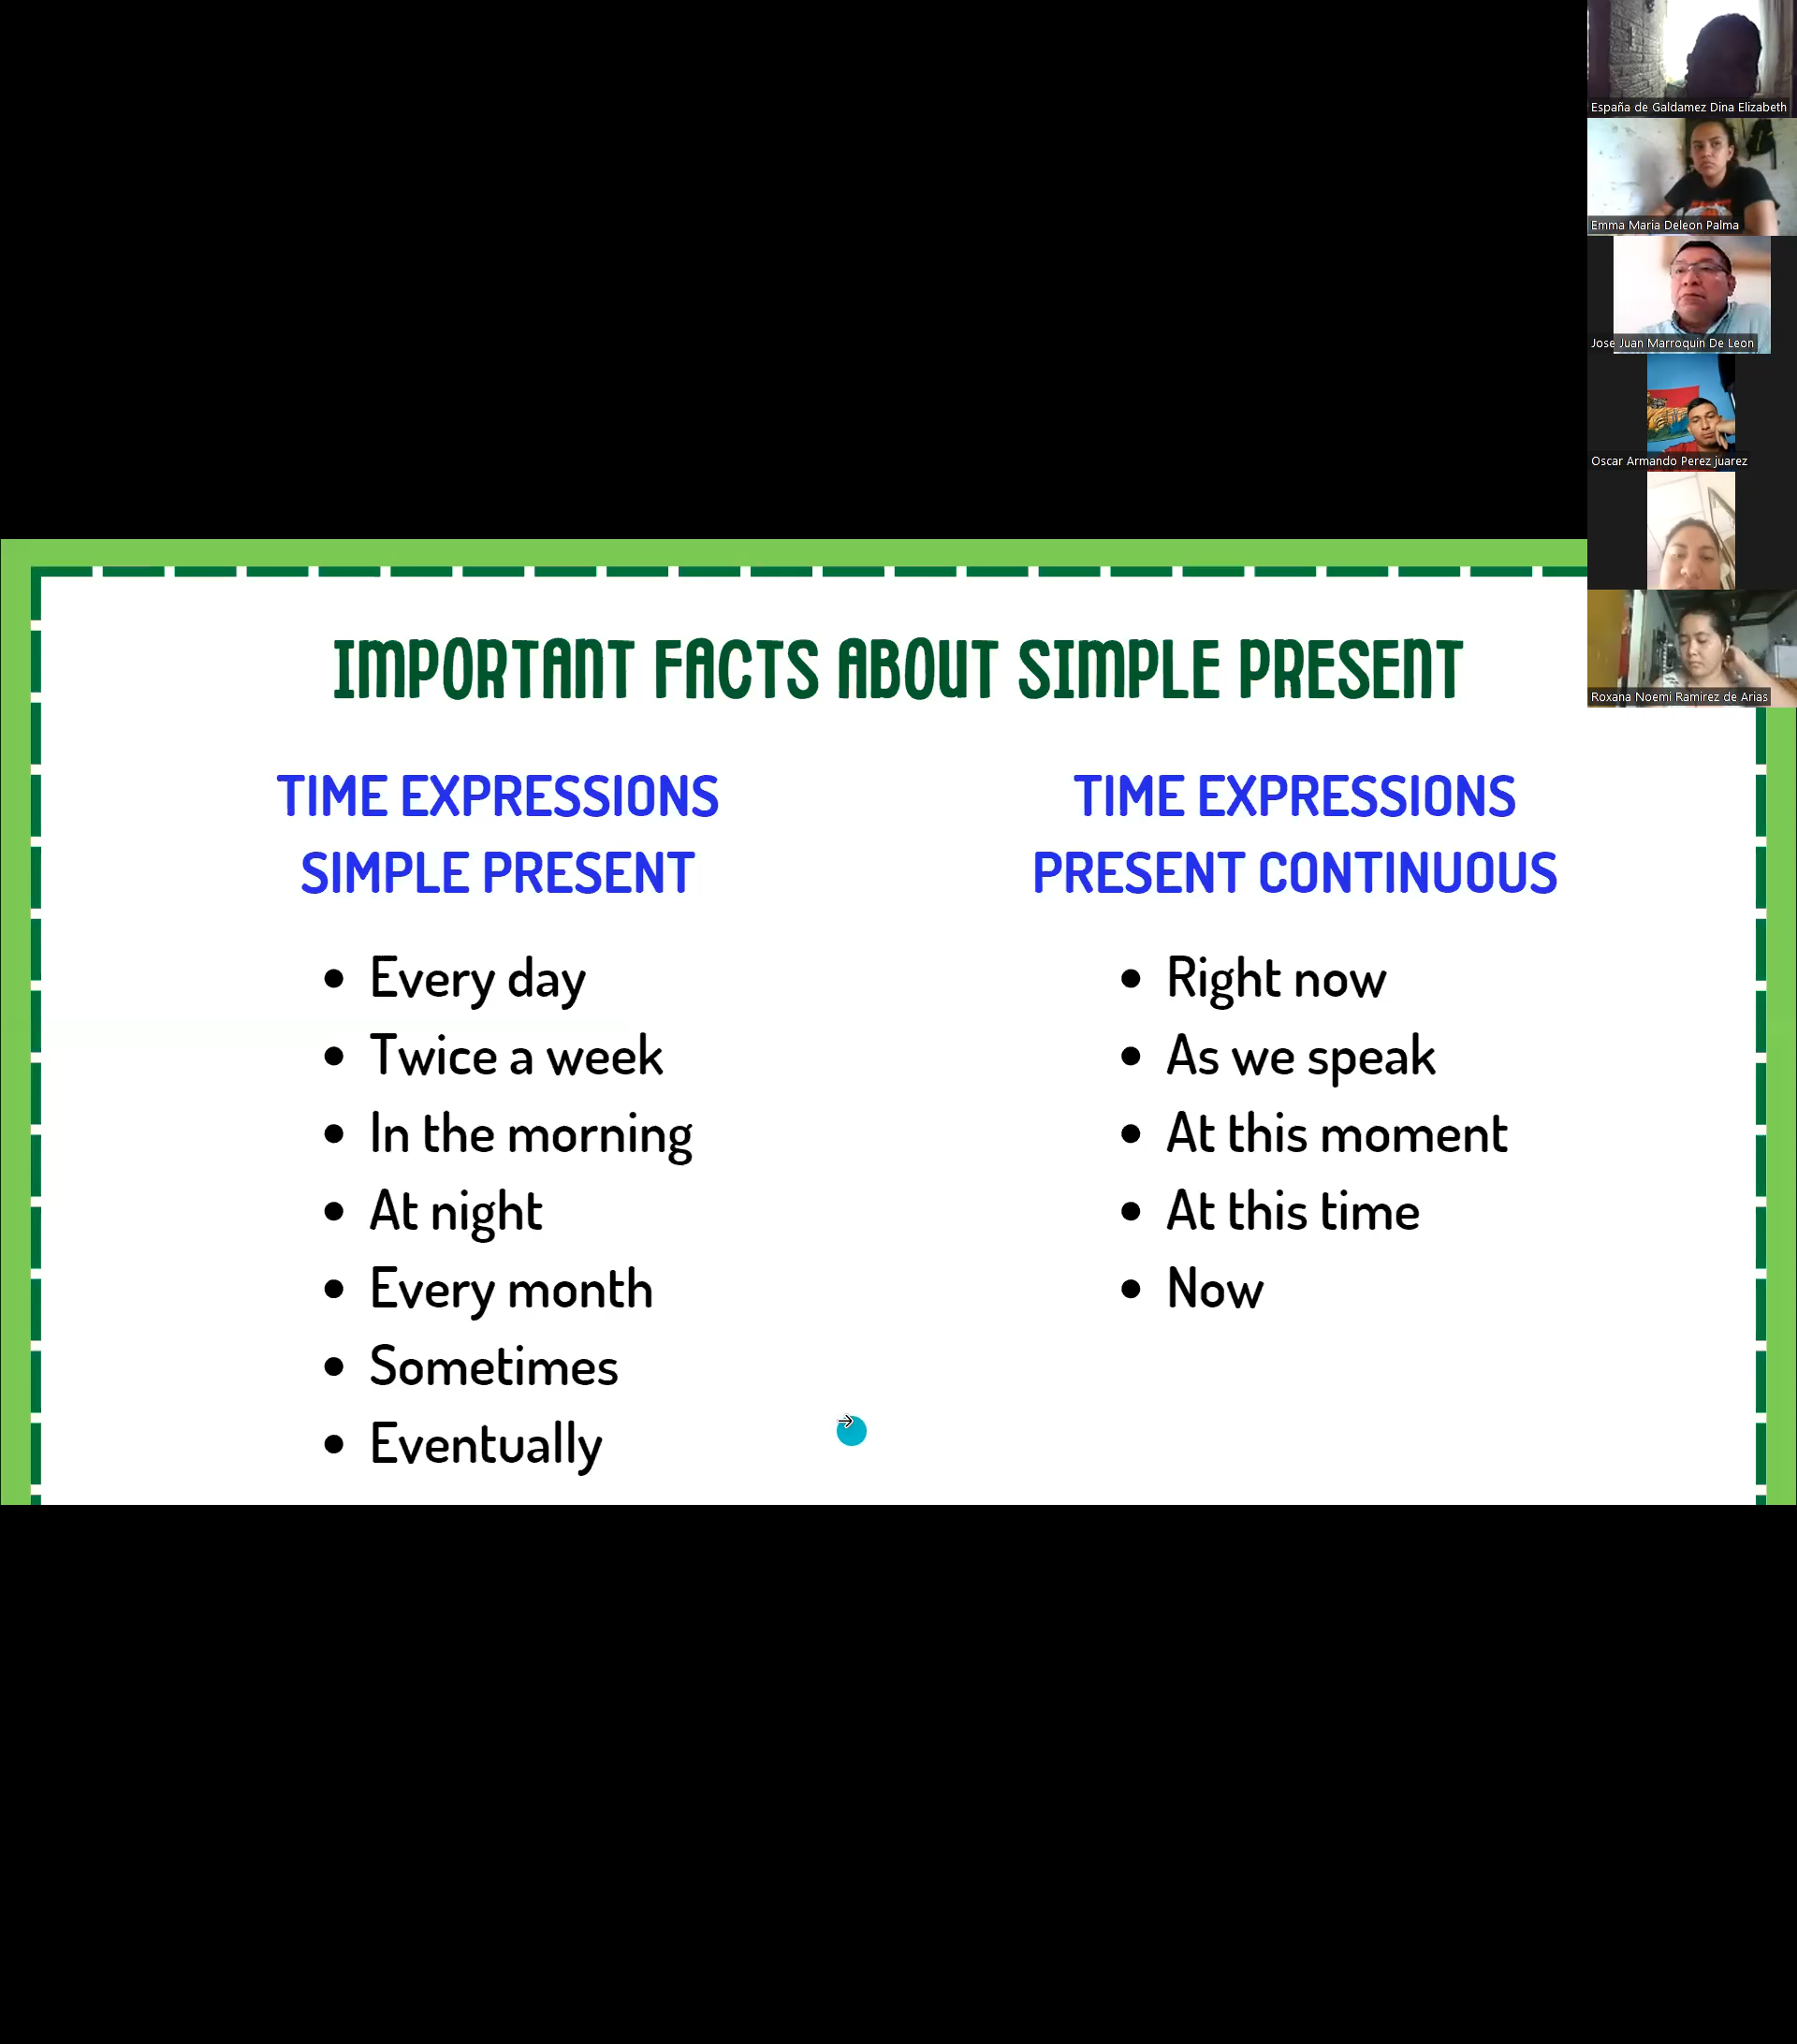 España de Galdamez Dina Elizabeth
Emma Maria Deleon Palma
Jose Juan Marroquin De Leon
Oscar Armando Perez juarez
Roxana Noemi Ramirez de Arias
IMPORTANT FACTS ABOUT SIMPLE PRESENT
TIME EXPRESSIONS
SIMPLE PRESENT
• Every day
• Twice a week
• In the morning
• At night
• Every month
• Sometimes
• Eventually
TIME EXPRESSIONS
PRESENT CONTINUOUS
• Right now
• As we speak
• At this moment
• At this time
• Now